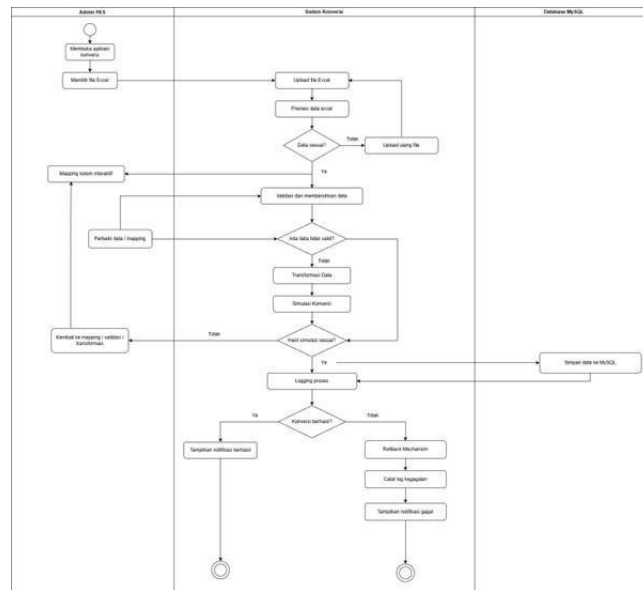 Admin PAS
Sistem Konversi
Database MySQL
Membuka aplikasi
konversi
Memilih file Excel
Upload file Excel
Preview data excel
Data sesuai?
Tidak
Upload ulang file
Ya
Mapping kolom interaktif
Validasi dan membersihkan data
Perbaiki data / mapping
Ada data tidak valid?
Tidak
Transformasi Data
Simulasi Konversi
Kembali ke mapping / validasi /
transformasi
Tidak
Hasil simulasi sesuai?
Ya
Simpan data ke MySQL
Logging proses
Ya
Konversi berhasil?
Tidak
Tampilkan notifikasi berhasil
Rollback Mechanism
Catat log kegagalan
Tampilkan notifikasi gagal